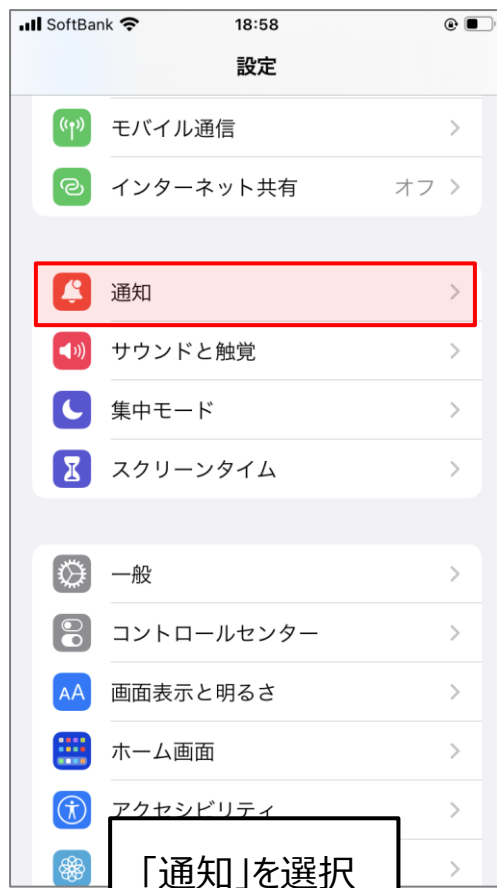 SoftBank 18:58
設定
モバイル通信
インターネット共有 オフ
通知
サウンドと触覚
集中モード
スクリーンタイム
一般
コントロールセンター
AA 画面表示と明るさ
ホーム画面
アクセシビリティ
「通知」を選択